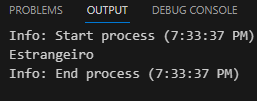 PROBLEMS OUTPUT DEBUG CONSOLE
Info: Start process (7:33:37 PM)
Estrangeiro
Info: End process (7:33:37 PM)